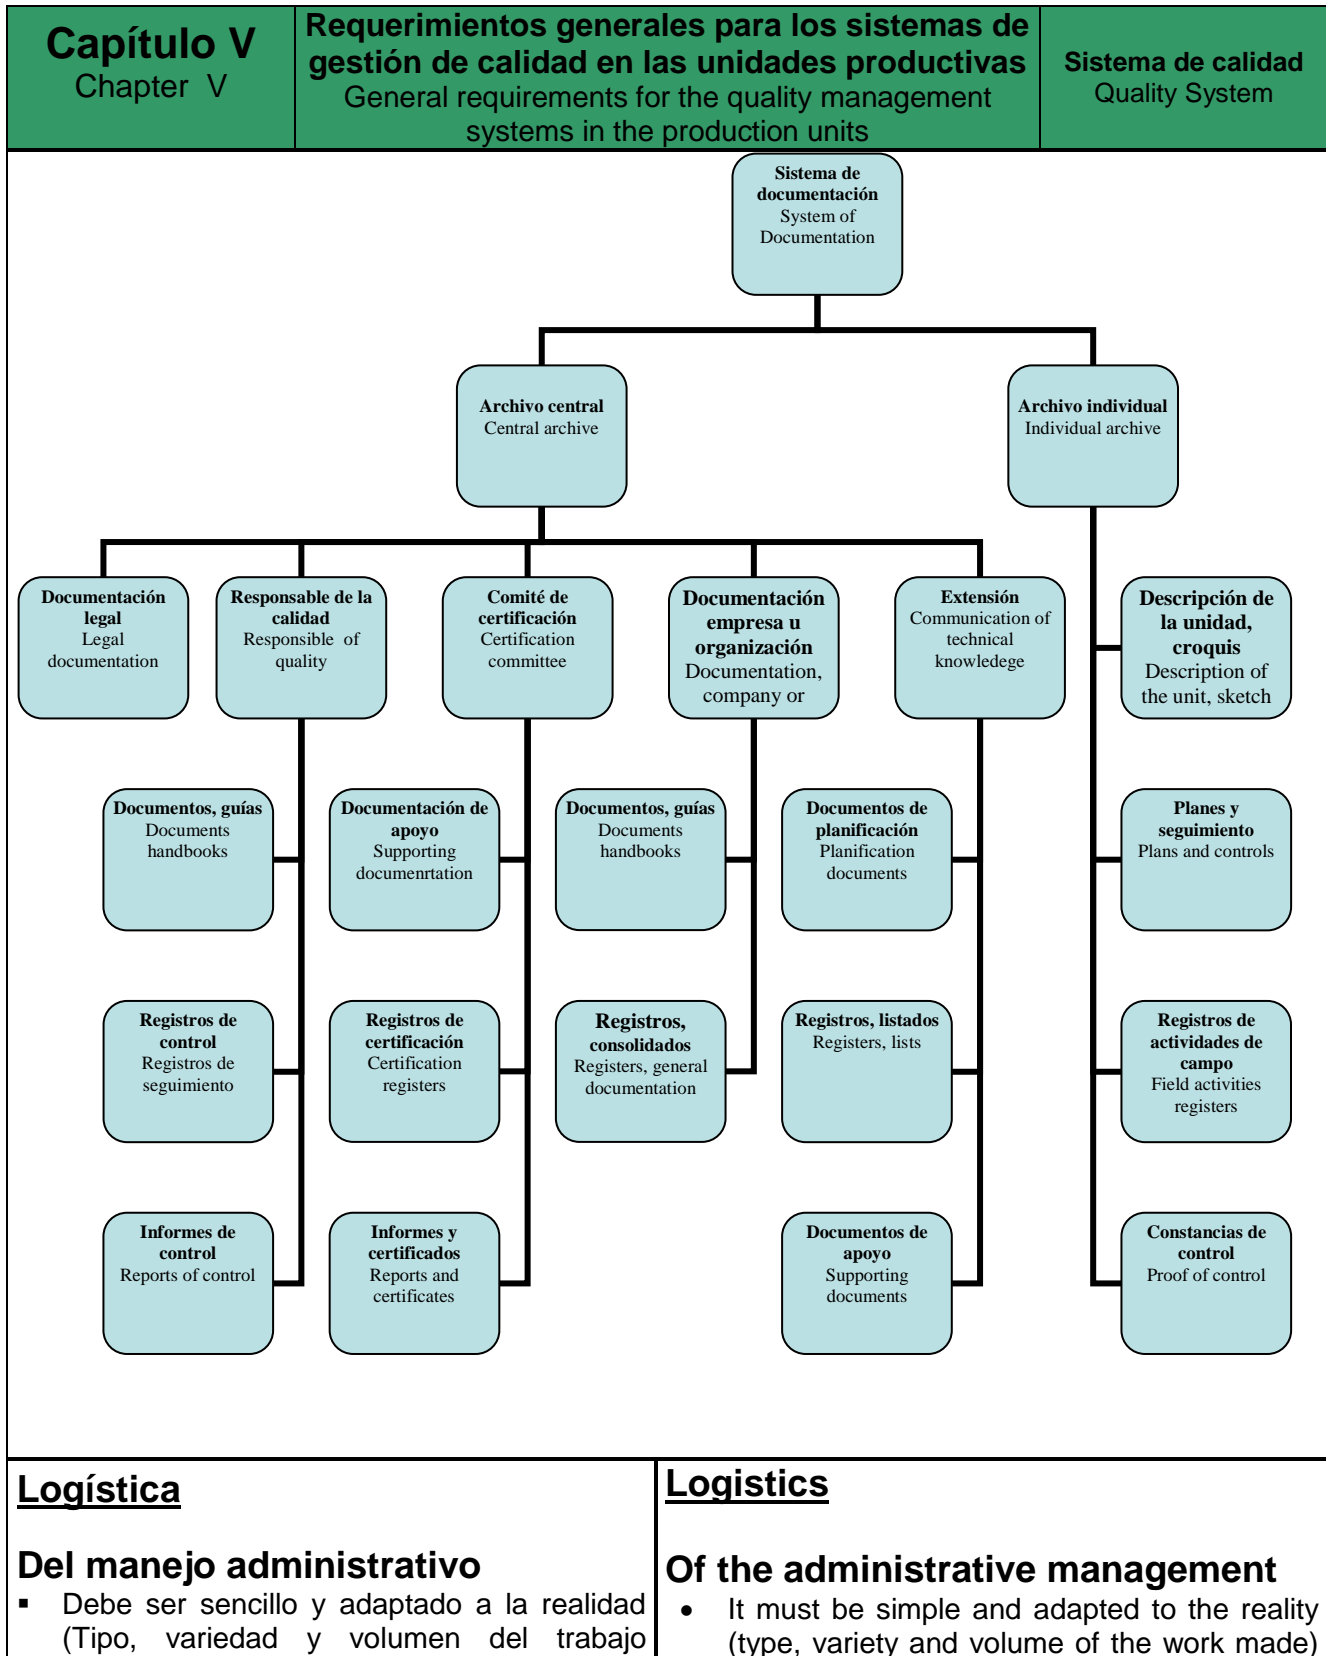 Capítulo V
Chapter V
Requerimientos generales para los sistemas de
gestión de calidad en las unidades productivas
General requirements for the quality management
systems in the production units
Sistema de calidad
Quality System
Sistema de
documentación
System of
Documentation
Archivo central
Central archive
Archivo individual
Individual archive
Documentación
legal
Legal
documentation
Responsable de la
calidad
Responsible of
quality
Comité de
certificación
Certification
committee
Documentación
empresa u
organización
Documentation,
company or
Extensión
Communication of
technical
knowledege
Descripción de
la unidad,
croquis
Description of
the unit, sketch
Documentos, guías
Documents
handbooks
Documentación de
apoyo
Supporting
documenrtation
Documentos, guías
Documents
handbooks
Documentos de
planificación
Planification
documents
Planes y
seguimiento
Plans and controls
Registros de
control
Registros de
seguimiento
Registros de
certificación
Certification
registers
Registros,
consolidados
Registers, general
documentation
Registros, listados
Registers, lists
Registros de
actividades de
campo
Field activities
registers
Informes de
control
Reports of control
Informes y
certificados
Reports and
certificates
Documentos de
apoyo
Supporting
documents
Constancias de
control
Proof of control
Logística
Del manejo administrativo
▪ Debe ser sencillo y adaptado a la realidad
(Tipo, variedad y volumen del trabajo
Logistics
Of the administrative management
• It must be simple and adapted to the reality
(type, variety and volume of the work made)